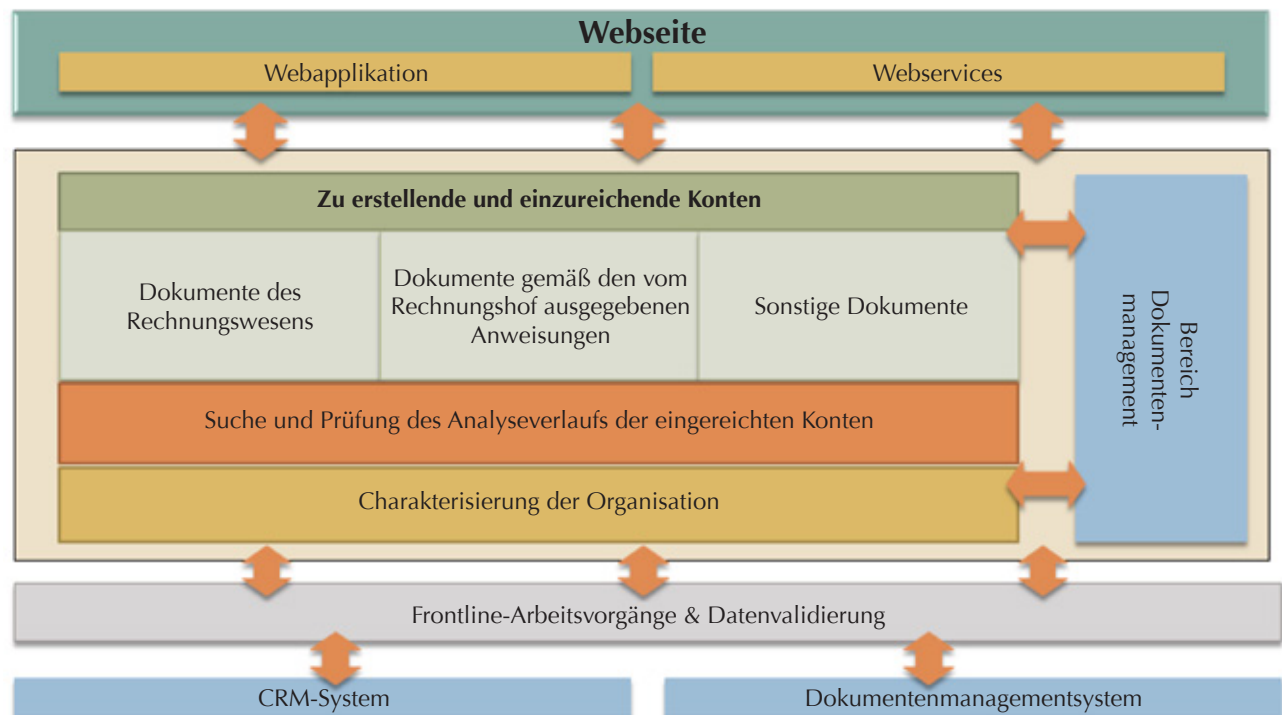 Webseite
Webapplikation
Webservices
Zu erstellende und einzureichende Konten
Dokumente des
Rechnungswesens
Dokumente gemäß den vom
Rechnungshof ausgegebenen
Anweisungen
Sonstige Dokumente
Bereich
Dokumenten-
management
Suche und Prüfung des Analyseverlaufs der eingereichten Konten
Charakterisierung der Organisation
Frontline-Arbeitsvorgänge & Datenvalidierung
CRM-System
Dokumentenmanagementsystem